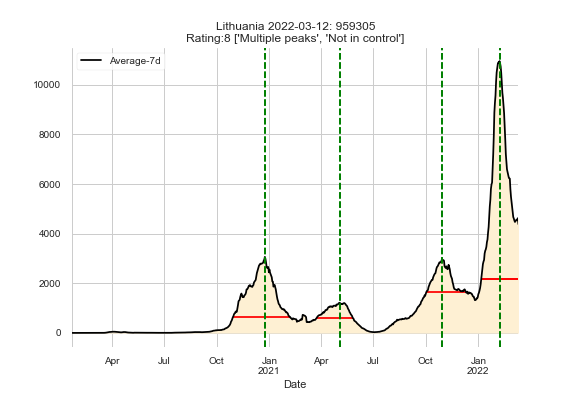 Lithuania 2022-03-12: 959305
Rating:8 ['Multiple peaks', 'Not in control']
Average-7d
10000
8000
6000
4000
2000
0
Apr Jul Oct Jan Apr Jul Oct Jan
2021 2022
Date